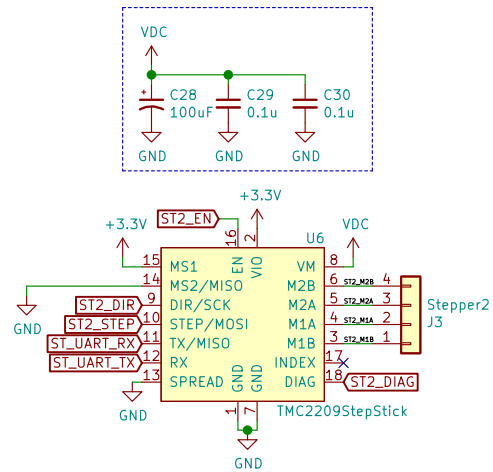 VDC
+
C28
100uF
C29
0.1u
C30
0.1u
GND
GND
GND
+3.3V
ST2_EN
+3.3V
U6
VDC
16
2
EN
VIO
15
MS1
VM
8
14
MS2/MISO
M2B
6
ST2_M2B
4
GND
ST2_DIR
9
DIR/SCK
M2A
5
ST2_M2A
3
Stepper2
ST2_STEP
10
STEP/MOSI
M1A
4
ST2_M1A
2
J3
ST_UART_RX
11
TX/MISO
M1B
3
ST2_M1B
1
ST_UART_TX
12
RX
INDEX
17
13
SPREAD
DIAG
18
ST2_DIAG
GND
GND
GND
1
7
TMC2209StepStick
GND